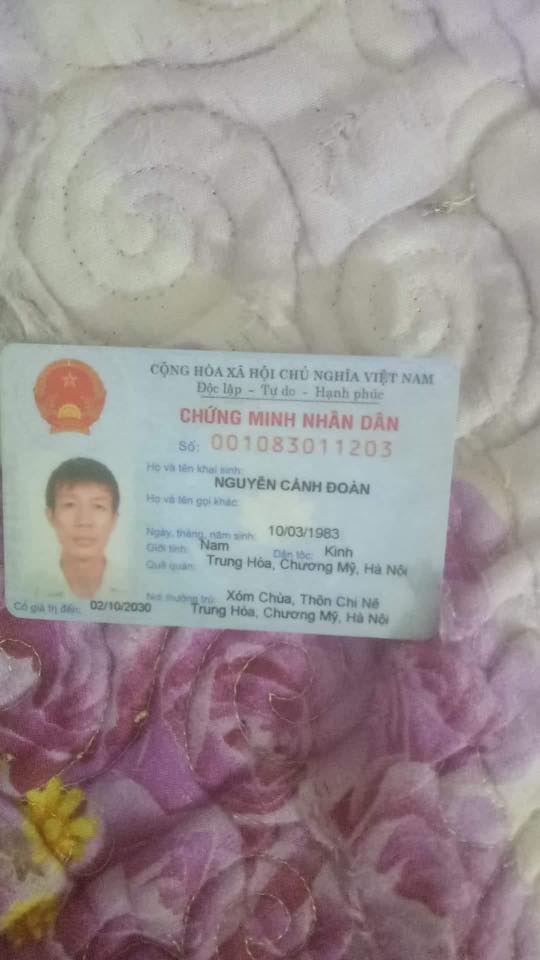 CỘNG HÒA XÃ HỘI CHỦ NGHĨA VIỆT NAM
Độc lập - Tự do - Hạnh phúc
CHỨNG MINH NHÂN DÂN
Số: 001083011203
Họ và tên khai sinh:
NGUYỄN CẢNH ĐOÀN
Họ và tên gọi khác:
Ngày, tháng, năm sinh: 10/03/1983
Giới tính: Nam Dân tộc: Kinh
Quê quán: Trung Hòa, Chương Mỹ, Hà Nội
Nơi thường trú: Xóm Chùa, Thôn Chi Nê
Trung Hòa, Chương Mỹ, Hà Nội
Có giá trị đến: 02/10/2030